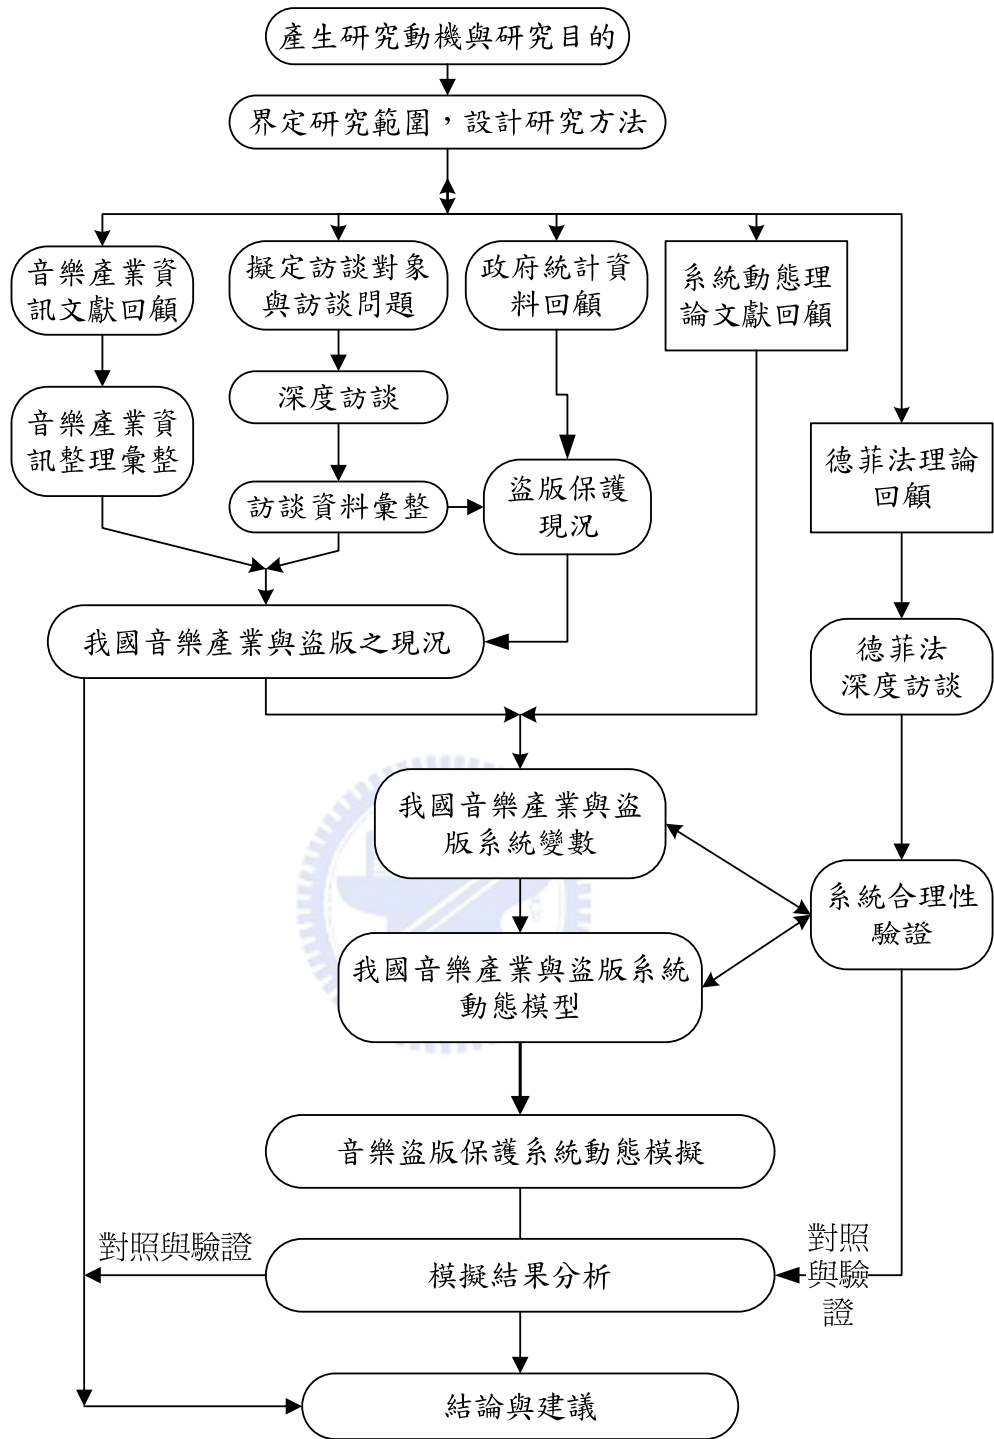 產生研究動機與研究目的
界定研究範圍，設計研究方法
音樂產業資
訊文獻回顧
擬定訪談對象
與訪談問題
政府統計資
料回顧
系統動態理
論文獻回顧
音樂產業資
訊整理彙整
深度訪談
訪談資料彙整
盜版保護
現況
德菲法理論
回顧
我國音樂產業與盜版之現況
德菲法
深度訪談
我國音樂產業與盜
版系統變數
系統合理性
驗證
我國音樂產業與盜版系統
動態模型
音樂盜版保護系統動態模擬
對照與驗證
模擬結果分析
對照
與驗
證
結論與建議